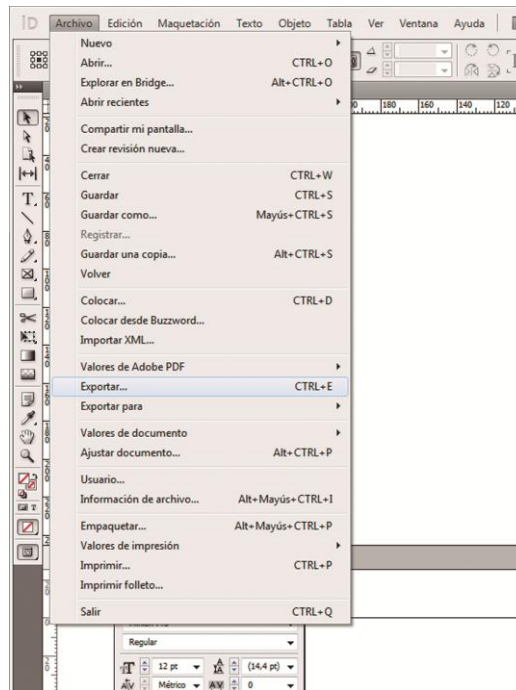 ID Archivo Edición Maquetación Texto Objeto Tabla Ver Ventana Ayuda
Nuevo
Abrir... CTRL+O
Explorar en Bridge... Alt+CTRL+O
Abrir recientes
180 160 140 120
Compartir mi pantalla...
Crear revisión nueva...
Cerrar CTRL+W
Guardar CTRL+S
Guardar como... Mayús+CTRL+S
Registrar...
Guardar una copia... Alt+CTRL+S
Volver
Colocar... CTRL+D
Colocar desde Buzzword...
Importar XML...
Valores de Adobe PDF
Exportar... CTRL+E
Exportar para
Valores de documento
Ajustar documento... Alt+CTRL+P
Usuario...
Información de archivo... Alt+Mayús+CTRL+I
Empaquetar... Alt+Mayús+CTRL+P
Valores de impresión
Imprimir... CTRL+P
Imprimir folleto...
Salir CTRL+Q
Regular
12 pt (14,4 pt)
Métrico 0